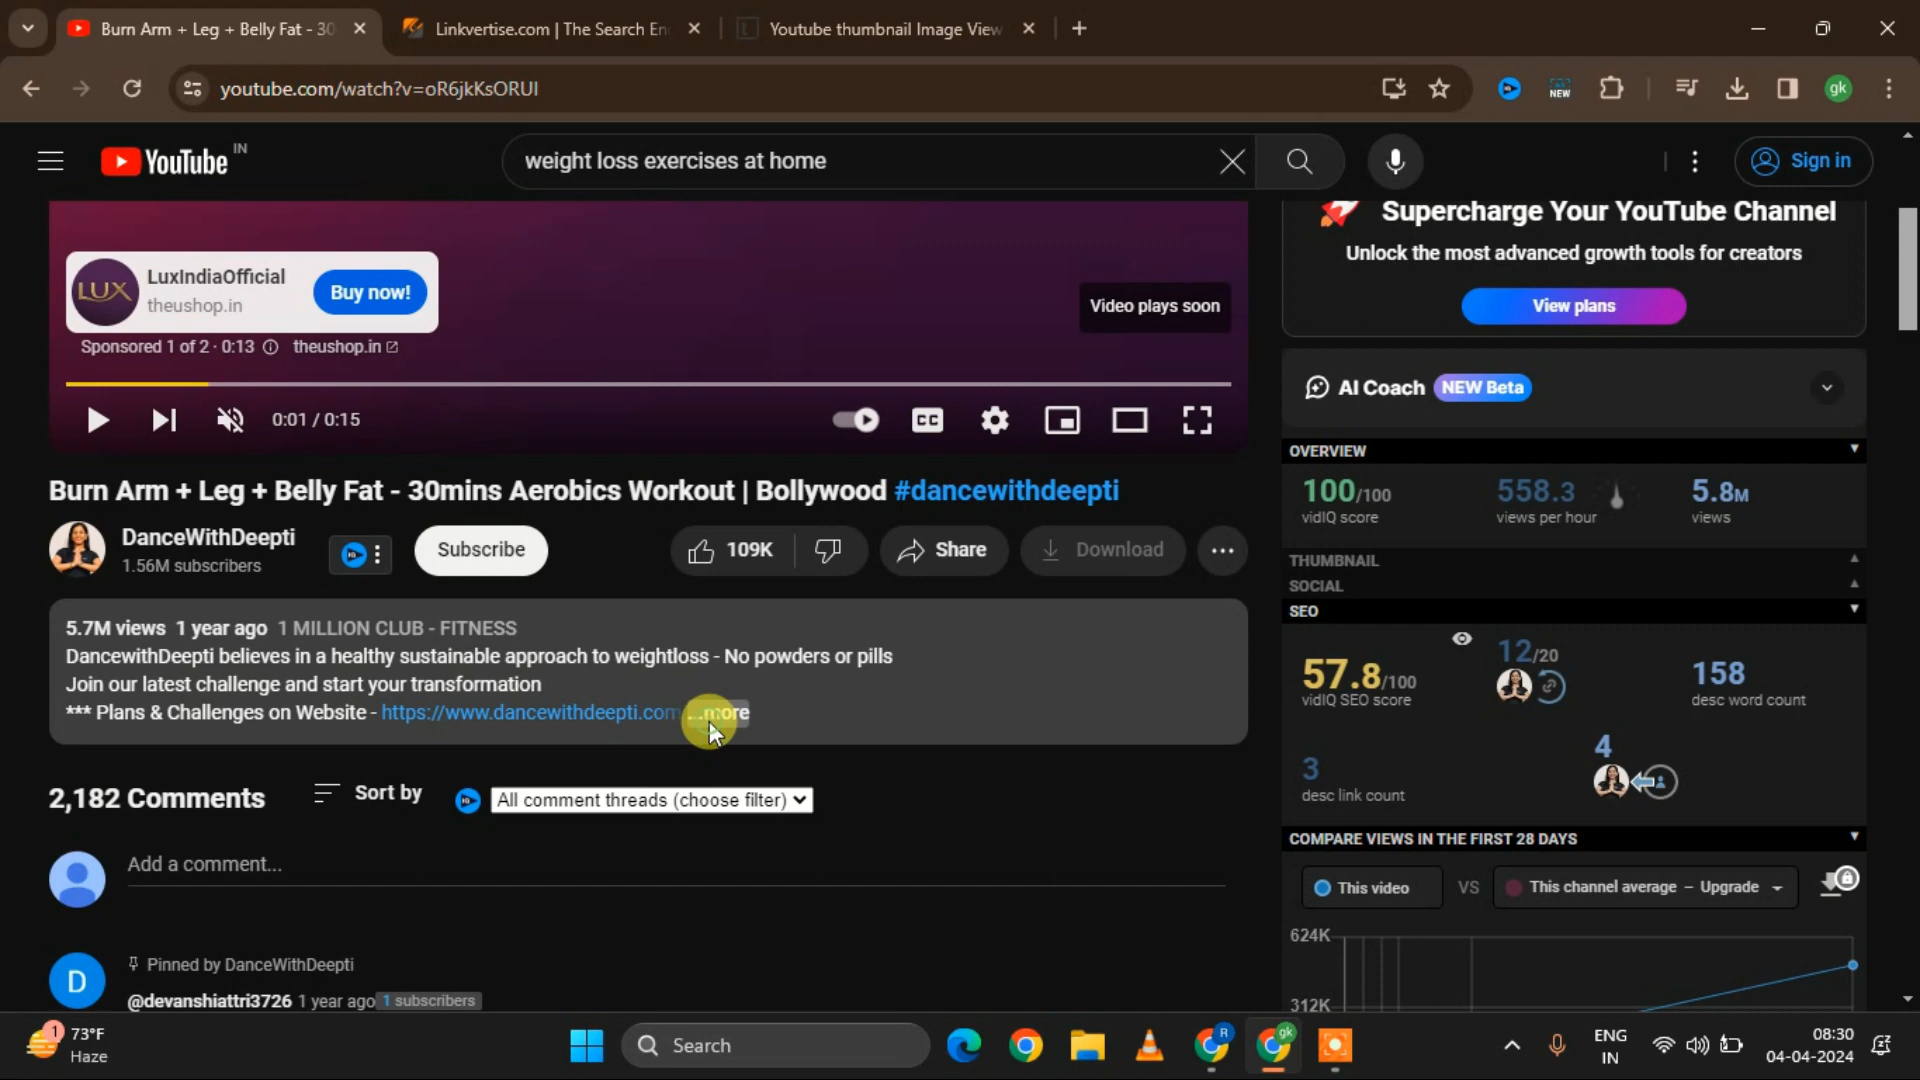 Burn Arm + Leg + Belly Fat - 30
Linkvertise.com | The Search En
Youtube thumbnail Image View
youtube.com/watch?v=oR6jkKsORUI
NEW
gk
YouTube IN
weight loss exercises at home
Sign in
LUX
LuxIndiaOfficial
theushop.in
Buy now!
Video plays soon
Sponsored 1 of 2 · 0:13 theushop.in
0:01 / 0:15
CC
Burn Arm + Leg + Belly Fat - 30mins Aerobics Workout | Bollywood #dancewithdeepti
DanceWithDeepti
1.56M subscribers
Subscribe
109K
Share
Download
5.7M views 1 year ago 1 MILLION CLUB - FITNESS
DancewithDeepti believes in a healthy sustainable approach to weightloss - No powders or pills
Join our latest challenge and start your transformation
*** Plans & Challenges on Website - https://www.dancewithdeepti.com ...more
2,182 Comments
Sort by
All comment threads (choose filter)
Add a comment...
D
Pinned by DanceWithDeepti
@devanshiattri3726 1 year ago 1 subscribers
Supercharge Your YouTube Channel
Unlock the most advanced growth tools for creators
View plans
AI Coach NEW Beta
OVERVIEW
100/100
vidIQ score
558.3
views per hour
5.8M
views
THUMBNAIL
SOCIAL
SEO
57.8/100
vidIQ SEO score
12/20
158
desc word count
3
desc link count
4
COMPARE VIEWS IN THE FIRST 28 DAYS
This video
VS
This channel average – Upgrade
624K
312K
1
73°F
Haze
Search
R
gk
ENG
IN
08:30
04-04-2024